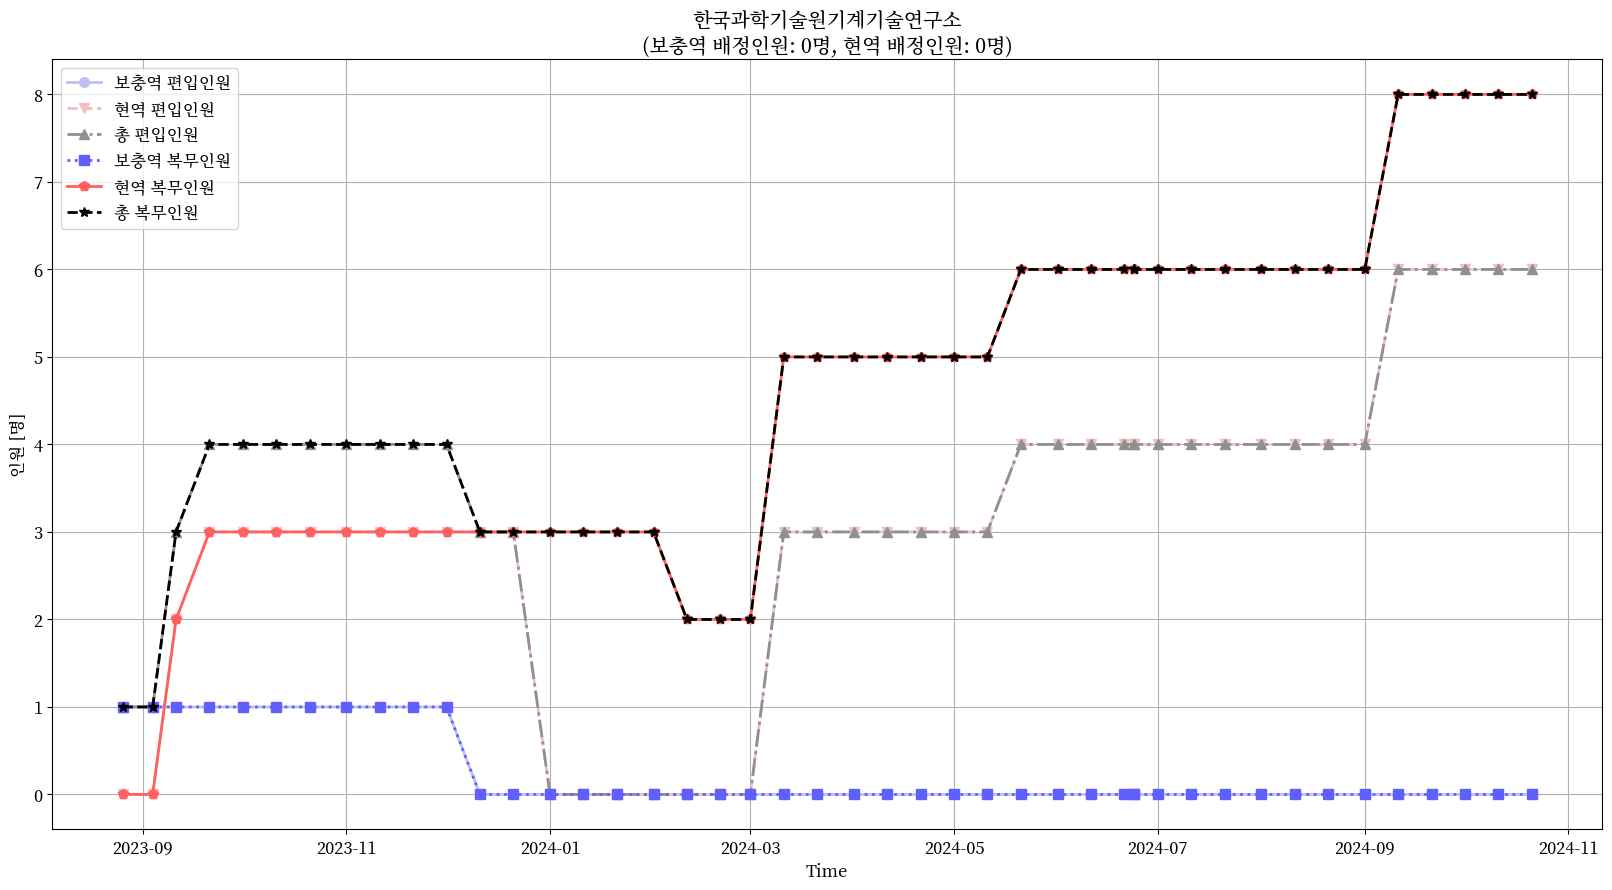 한국과학기술원기계기술연구소
(보충역 배정인원: 0명, 현역 배정인원: 0명)
보충역 편입인원
현역 편입인원
총 편입인원
보충역 복무인원
현역 복무인원
총 복무인원
인원 [명]
8
7
6
5
4
3
2
1
0
2023-09
2023-11
2024-01
2024-03
2024-05
2024-07
2024-09
2024-11
Time